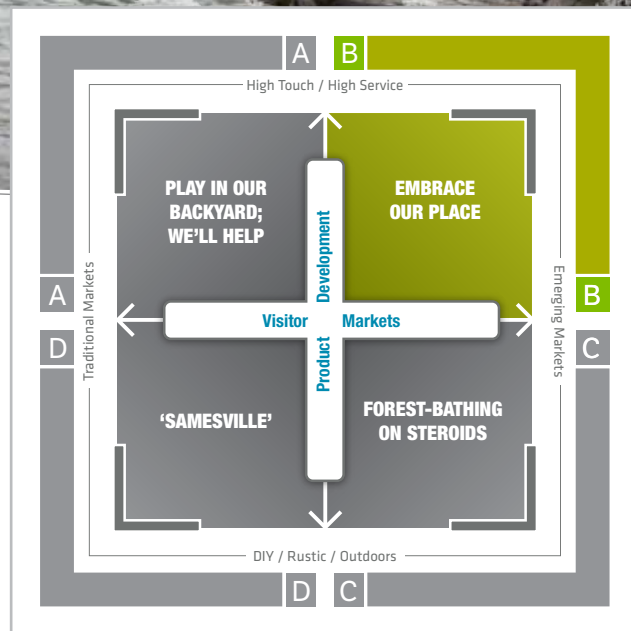 A
B
High Touch / High Service
PLAY IN OUR
BACKYARD;
WE'LL HELP
EMBRACE
OUR PLACE
Traditional Markets
Emerging Markets
Product Development
Visitor Markets
A
B
D
C
'SAMESVILLE'
FOREST-BATHING
ON STEROIDS
DIY / Rustic / Outdoors
D
C